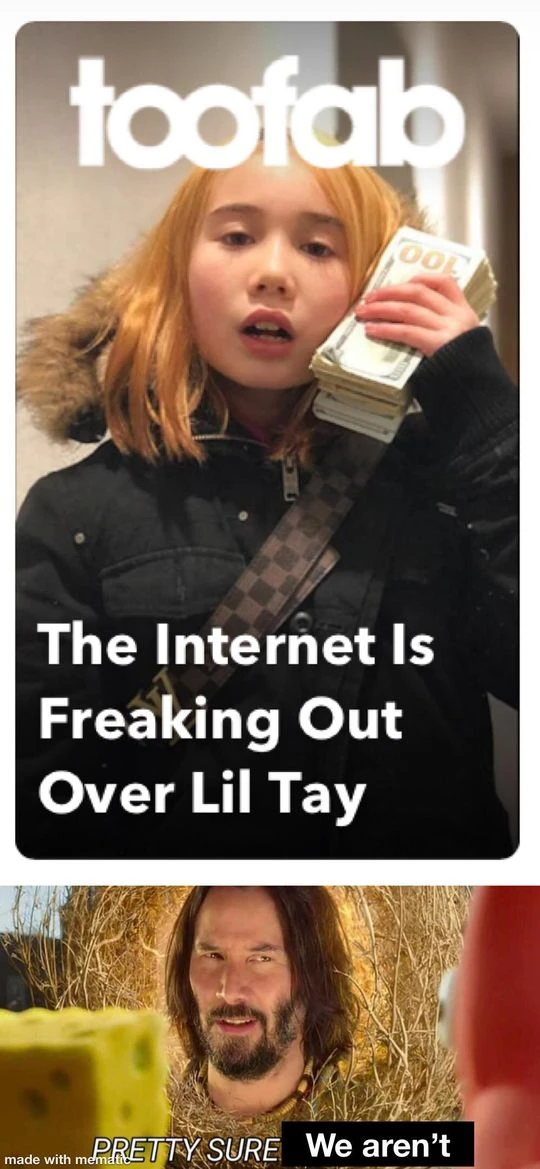 toofab
100
The Internet Is
Freaking Out
Over Lil Tay
PRETTY SURE We aren't
made with mematic